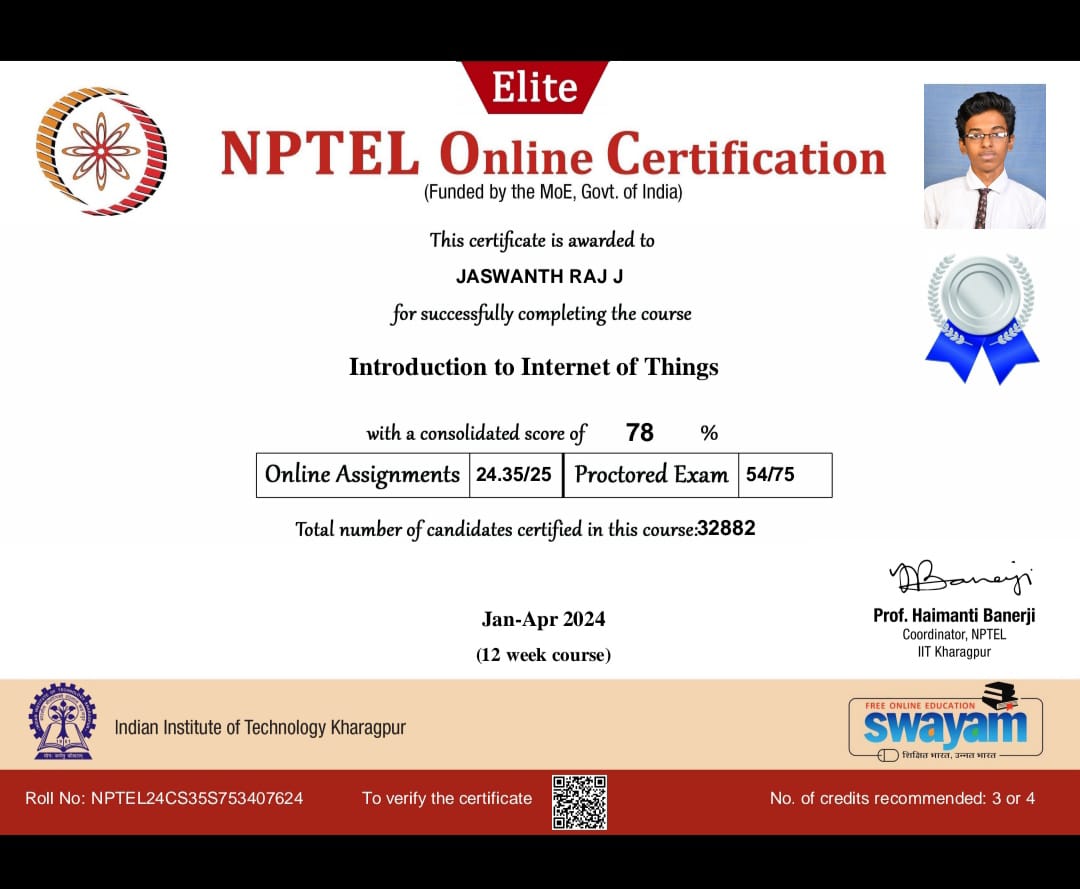 Elite
NPTEL Online Certification
(Funded by the MoE, Govt. of India)
This certificate is awarded to
JASWANTH RAJ J
for successfully completing the course
Introduction to Internet of Things
with a consolidated score of 78 %
Online Assignments 24.35/25 Proctored Exam 54/75
Total number of candidates certified in this course:32882
Jan-Apr 2024
(12 week course)
Prof. Haimanti Banerji
Coordinator, NPTEL
IIT Kharagpur
Indian Institute of Technology Kharagpur
FREE ONLINE EDUCATION
swayam
शिक्षित भारत, उन्नत भारत
Roll No: NPTEL24CS35S753407624
To verify the certificate
No. of credits recommended: 3 or 4